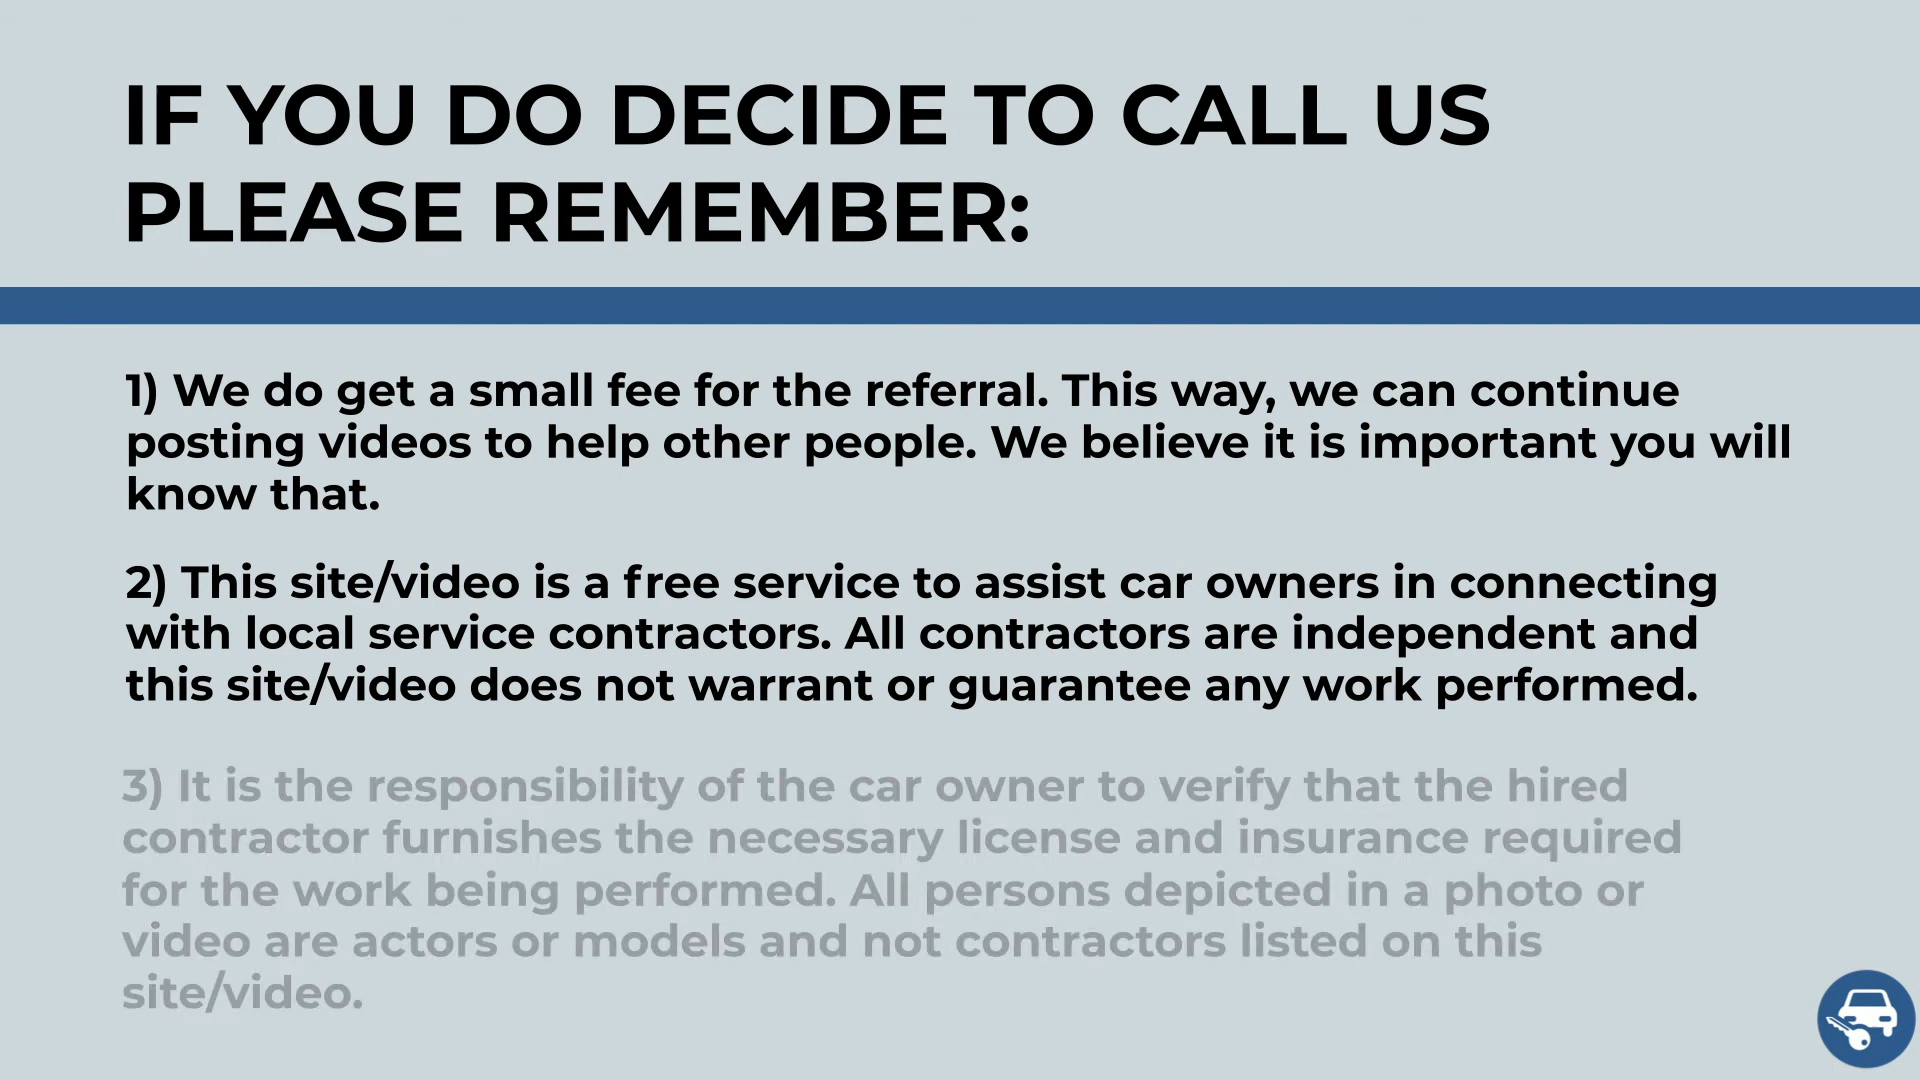 IF YOU DO DECIDE TO CALL US
PLEASE REMEMBER:
1) We do get a small fee for the referral. This way, we can continue
posting videos to help other people. We believe it is important you will
know that.
2) This site/video is a free service to assist car owners in connecting
with local service contractors. All contractors are independent and
this site/video does not warrant or guarantee any work performed.
3) It is the responsibility of the car owner to verify that the hired
contractor furnishes the necessary license and insurance required
for the work being performed. All persons depicted in a photo or
video are actors or models and not contractors listed on this
site/video.